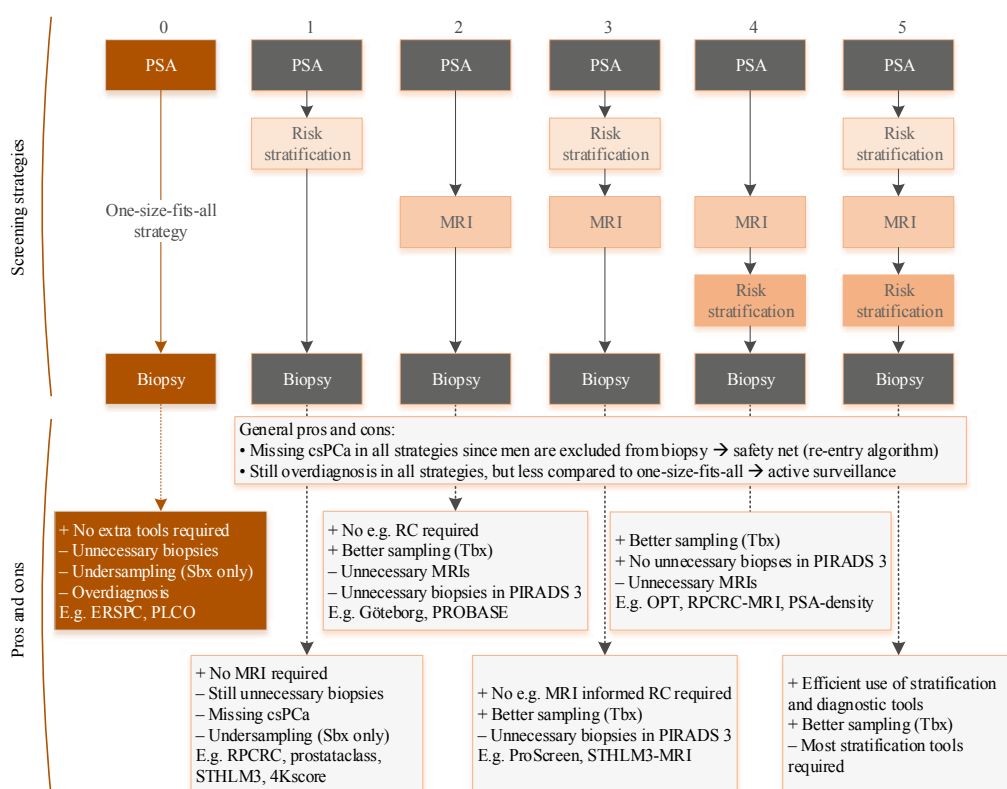 0
1
2
3
4
5
Screening strategies
PSA
PSA
PSA
PSA
PSA
PSA
Risk
stratification
Risk
stratification
Risk
stratification
One-size-fits-all
strategy
MRI
MRI
MRI
MRI
Risk
stratification
Risk
stratification
Biopsy
Biopsy
Biopsy
Biopsy
Biopsy
Biopsy
Pros and cons
General pros and cons:
• Missing csPCa in all strategies since men are excluded from biopsy → safety net (re-entry algorithm)
• Still overdiagnosis in all strategies, but less compared to one-size-fits-all → active surveillance
+ No extra tools required
– Unnecessary biopsies
– Undersampling (Sbx only)
– Overdiagnosis
E.g. ERSPC, PLCO
+ No e.g. RC required
+ Better sampling (Tbx)
– Unnecessary MRIs
– Unnecessary biopsies in PIRADS 3
E.g. Göteborg, PROBASE
+ Better sampling (Tbx)
+ No unnecessary biopses in PIRADS 3
– Unnecessary MRIs
E.g. OPT, RPCRC-MRI, PSA-density
+ No MRI required
– Still unnecessary biopsies
– Missing csPCa
– Undersampling (Sbx only)
E.g. RPCRC, prostataclass,
STHLM3, 4Kscore
+ No e.g. MRI informed RC required
+ Better sampling (Tbx)
– Unnecessary biopsies in PIRADS 3
E.g. ProScreen, STHLM3-MRI
+ Efficient use of stratification
and diagnostic tools
+ Better sampling (Tbx)
– Most stratification tools
required